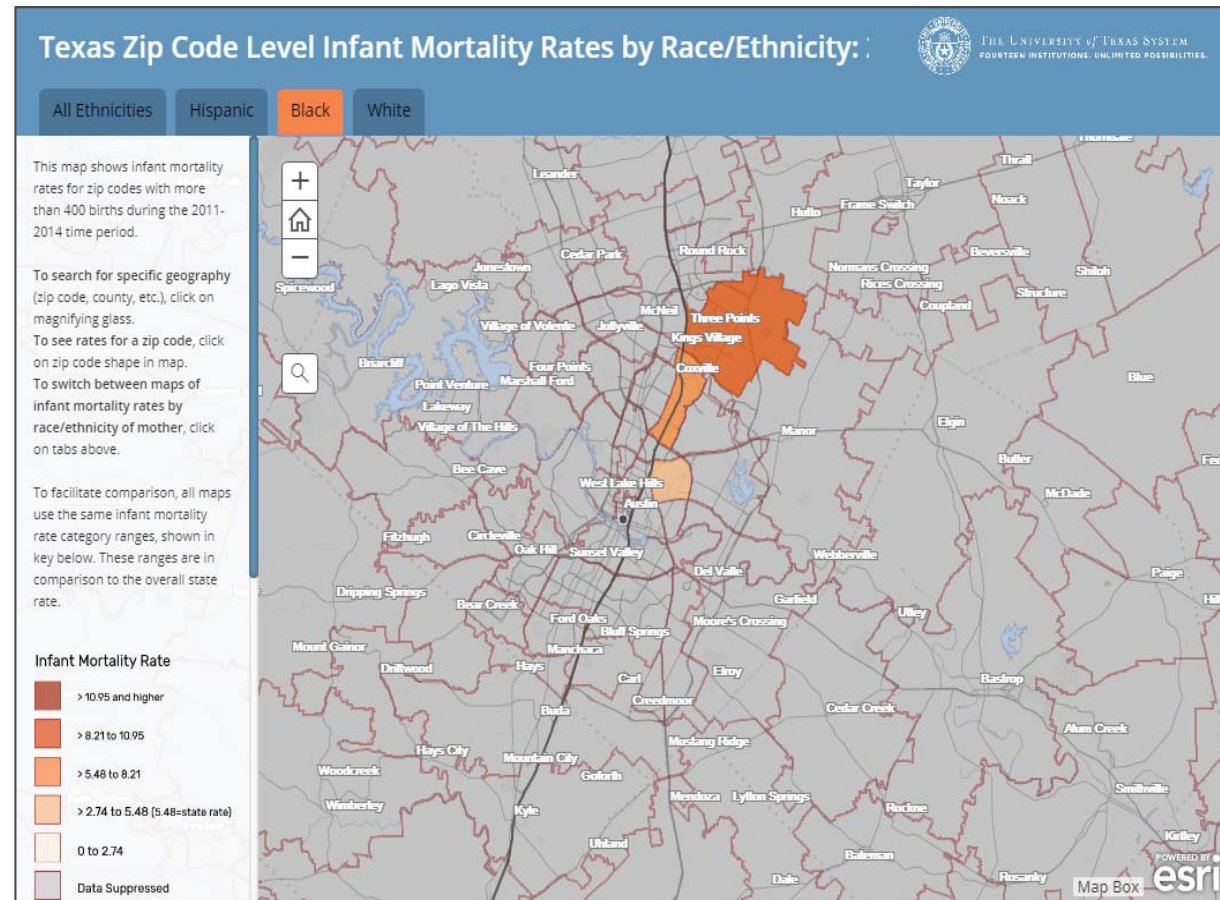 Texas Zip Code Level Infant Mortality Rates by Race/Ethnicity:
THE UNIVERSITY of TEXAS SYSTEM
FOURTEEN INSTITUTIONS. UNLIMITED POSSIBILITIES.
All Ethnicities
Hispanic
Black
White
This map shows infant mortality
rates for zip codes with more
than 400 births during the 2011-
2014 time period.
To search for specific geography
(zip code, county, etc.), click on
magnifying glass.
To see rates for a zip code, click
on zip code shape in map.
To switch between maps of
infant mortality rates by
race/ethnicity of mother, click
on tabs above.
To facilitate comparison, all maps
use the same infant mortality
rate category ranges, shown in
key below. These ranges are in
comparison to the overall state
rate.
Infant Mortality Rate
> 10.95 and higher
> 8.21 to 10.95
> 5.48 to 8.21
> 2.74 to 5.48 (5.48=state rate)
0 to 2.74
Data Suppressed
+
−
Thorndale
Thrall
Leander
Taylor
Noack
Frame Switch
Hutto
Cedar Park
Round Rock
Beversville
Jonestown
Normans Crossing
Shiloh
Spicewood
Lago Vista
Rices Crossing
Structure
McNeil
Coupland
Three Points
Village of Volente
Jollyville
Kings Village
Briarcliff
Four Points
Coxville
Blue
Point Venture
Marshall Ford
Lakeway
Village of The Hills
Manor
Elgin
Bee Cave
Butler
West Lake Hills
McDade
Austin
Fitzhugh
Circleville
Oak Hill
Sunset Valley
Webberville
Del Valle
Paige
Dripping Springs
Bear Creek
Garfield
Ford Oaks
Moore's Crossing
Utley
Bluff Springs
Mount Gainor
Manchaca
Driftwood
Hays
Carl
Elroy
Bastrop
Creedmoor
Buda
Cedar Creek
Alum Creek
Mustang Ridge
Hays City
Mountain City
Woodcreek
Goforth
Smithville
Wimberley
Mendoza
Lytton Springs
Kyle
Rockne
Uhland
Kirtley
Bateman
Dale
Rosanky
Map Box
POWERED BY
esri